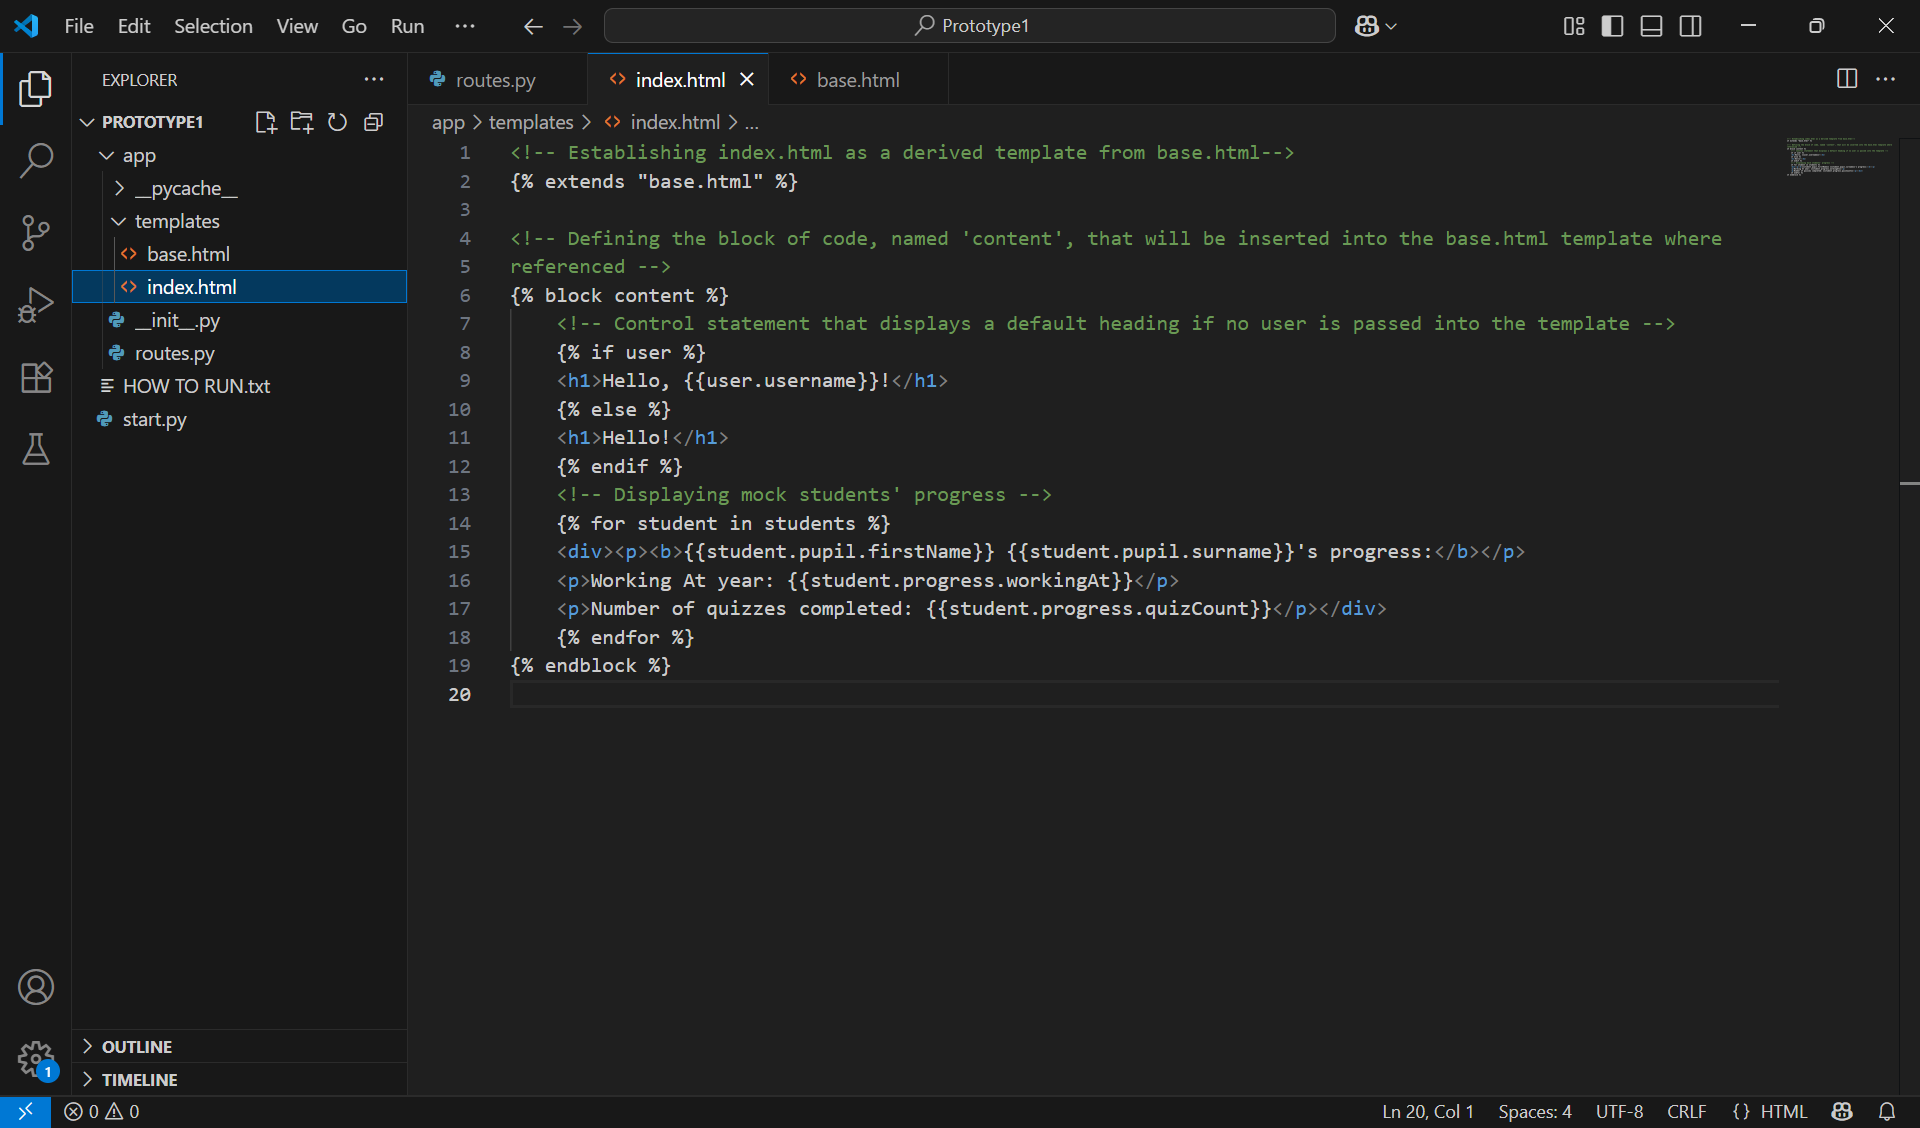 File Edit Selection View Go Run ··· Prototype1
EXPLORER ···
routes.py index.html base.html ···
PROTOTYPE1
app > templates > index.html > ...
app
__pycache__
templates
base.html
index.html
__init__.py
routes.py
HOW TO RUN.txt
start.py
1 <!-- Establishing index.html as a derived template from base.html-->
2 {% extends "base.html" %}
3
4 <!-- Defining the block of code, named 'content', that will be inserted into the base.html template where
5 referenced -->
6 {% block content %}
7 <!-- Control statement that displays a default heading if no user is passed into the template -->
8 {% if user %}
9 <h1>Hello, {{user.username}}!</h1>
10 {% else %}
11 <h1>Hello!</h1>
12 {% endif %}
13 <!-- Displaying mock students' progress -->
14 {% for student in students %}
15 <div><p><b>{{student.pupil.firstName}} {{student.pupil.surname}}'s progress:</b></p>
16 <p>Working At year: {{student.progress.workingAt}}</p>
17 <p>Number of quizzes completed: {{student.progress.quizCount}}</p></div>
18 {% endfor %}
19 {% endblock %}
20
OUTLINE
TIMELINE
1
0 0 Ln 20, Col 1 Spaces: 4 UTF-8 CRLF {} HTML